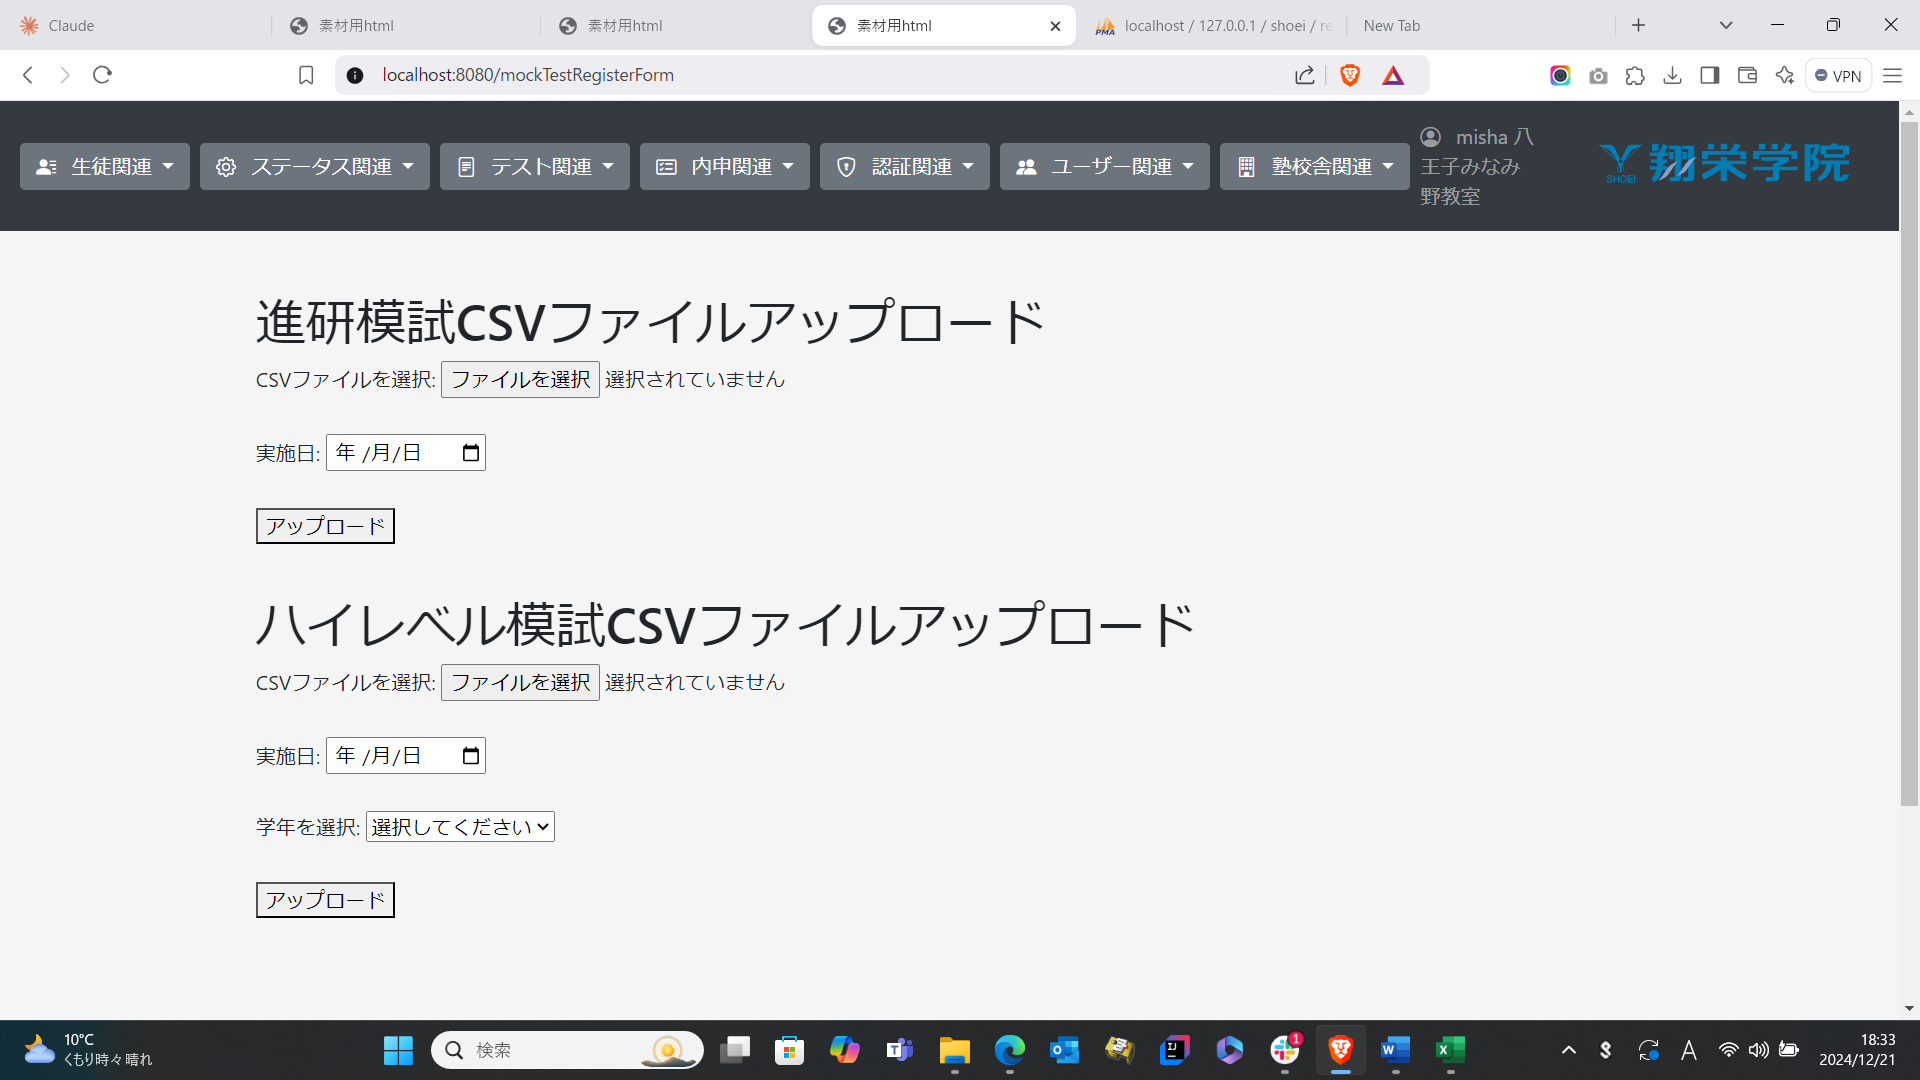 Claude
素材用html
素材用html
素材用html
localhost / 127.0.0.1 / shoei / re
New Tab
localhost:8080/mockTestRegisterForm
VPN
生徒関連
ステータス関連
テスト関連
内申関連
認証関連
ユーザー関連
塾校舎関連
misha 八
王子みなみ
野教室
SHOEI
翔栄学院
進研模試CSVファイルアップロード
CSVファイルを選択: ファイルを選択 選択されていません
実施日: 年 /月/日
アップロード
ハイレベル模試CSVファイルアップロード
CSVファイルを選択: ファイルを選択 選択されていません
実施日: 年 /月/日
学年を選択: 選択してください
アップロード
10°C
くもり時々晴れ
検索
1
A
18:33
2024/12/21